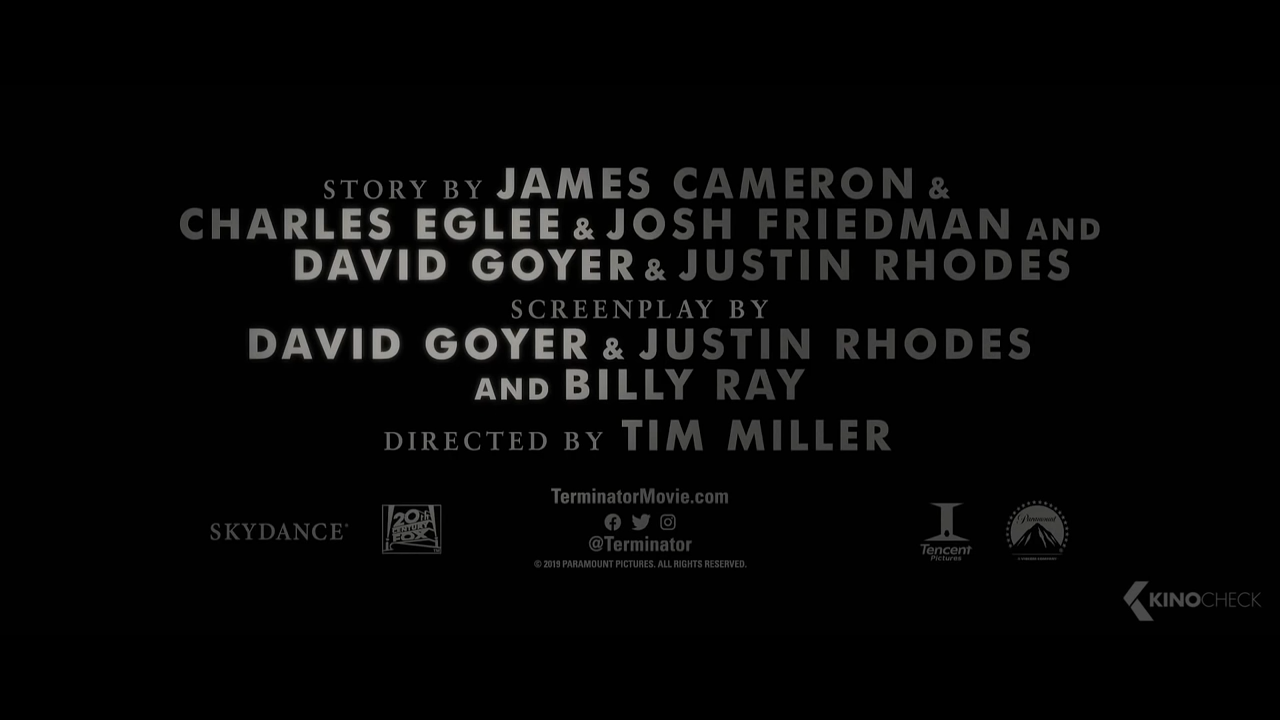 STORY BY JAMES CAMERON &
CHARLES EGLEE & JOSH FRIEDMAN AND
DAVID GOYER & JUSTIN RHODES
SCREENPLAY BY
DAVID GOYER & JUSTIN RHODES
AND BILLY RAY
DIRECTED BY TIM MILLER
TerminatorMovie.com
@Terminator
© 2019 PARAMOUNT PICTURES. ALL RIGHTS RESERVED.
SKYDANCE
20th
CENTURY
FOX
Tencent
Pictures
Paramount
KINOCHECK